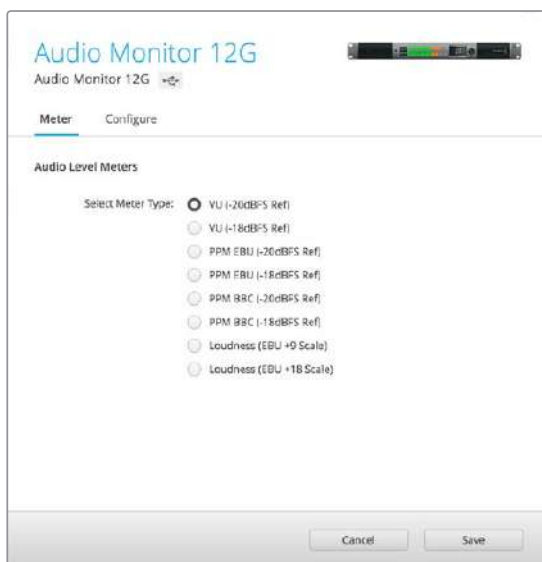 Audio Monitor 12G
Audio Monitor 12G
Meter Configure
Audio Level Meters
Select Meter Type: VU (-20dBFS Ref)
VU (-18dBFS Ref)
PPM EBU (-20dBFS Ref)
PPM EBU (-18dBFS Ref)
PPM BBC (-20dBFS Ref)
PPM BBC (-18dBFS Ref)
Loudness (EBU +9 Scale)
Loudness (EBU +18 Scale)
Cancel Save